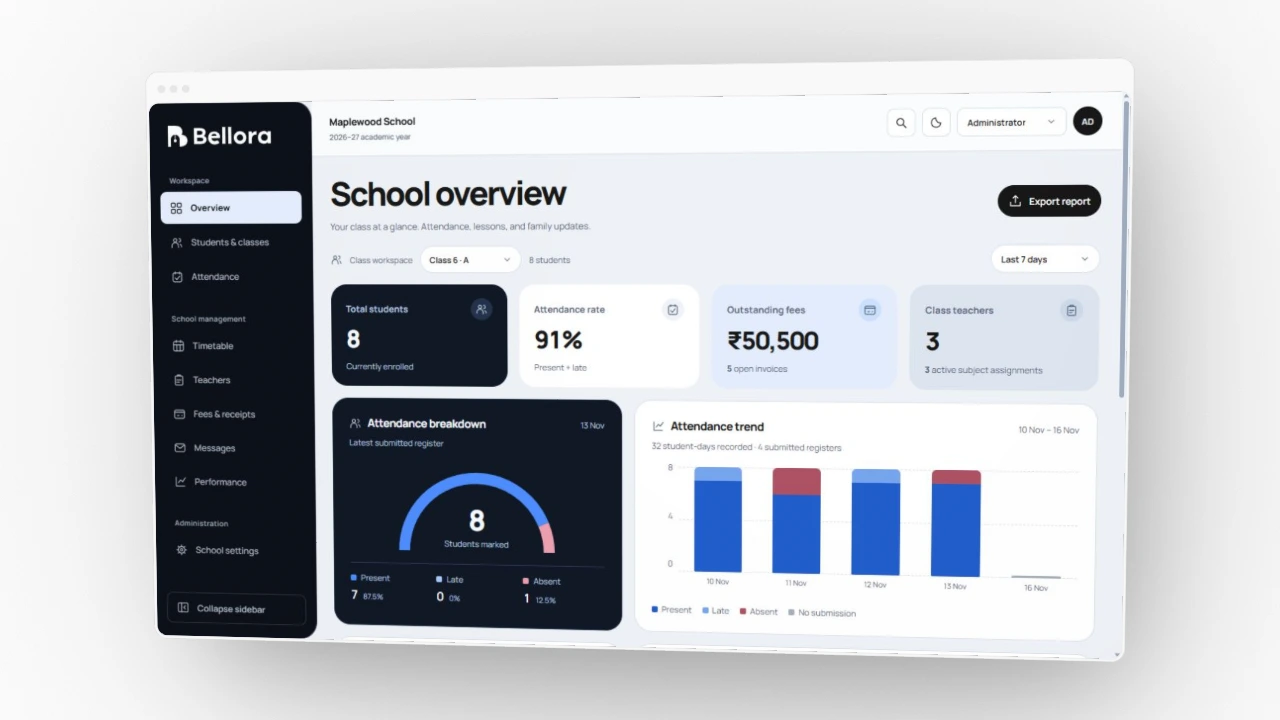 Bellora
Workspace
Overview
Students & classes
Attendance
School management
Timetable
Teachers
Fees & receipts
Messages
Performance
Administration
School settings
Collapse sidebar
Maplewood School
2026–27 academic year
Administrator
AD
School overview
Your class at a glance. Attendance, lessons, and family updates.
Export report
Class workspace
Class 6 · A
8 students
Last 7 days
Total students
8
Currently enrolled
Attendance rate
91%
Present + late
Outstanding fees
₹50,500
5 open invoices
Class teachers
3
3 active subject assignments
Attendance breakdown
13 Nov
Latest submitted register
8
Students marked
Present
7 87.5%
Late
0 0%
Absent
1 12.5%
Attendance trend
10 Nov – 16 Nov
32 student-days recorded · 4 submitted registers
8
4
0
10 Nov
11 Nov
12 Nov
13 Nov
16 Nov
Present
Late
Absent
No submission